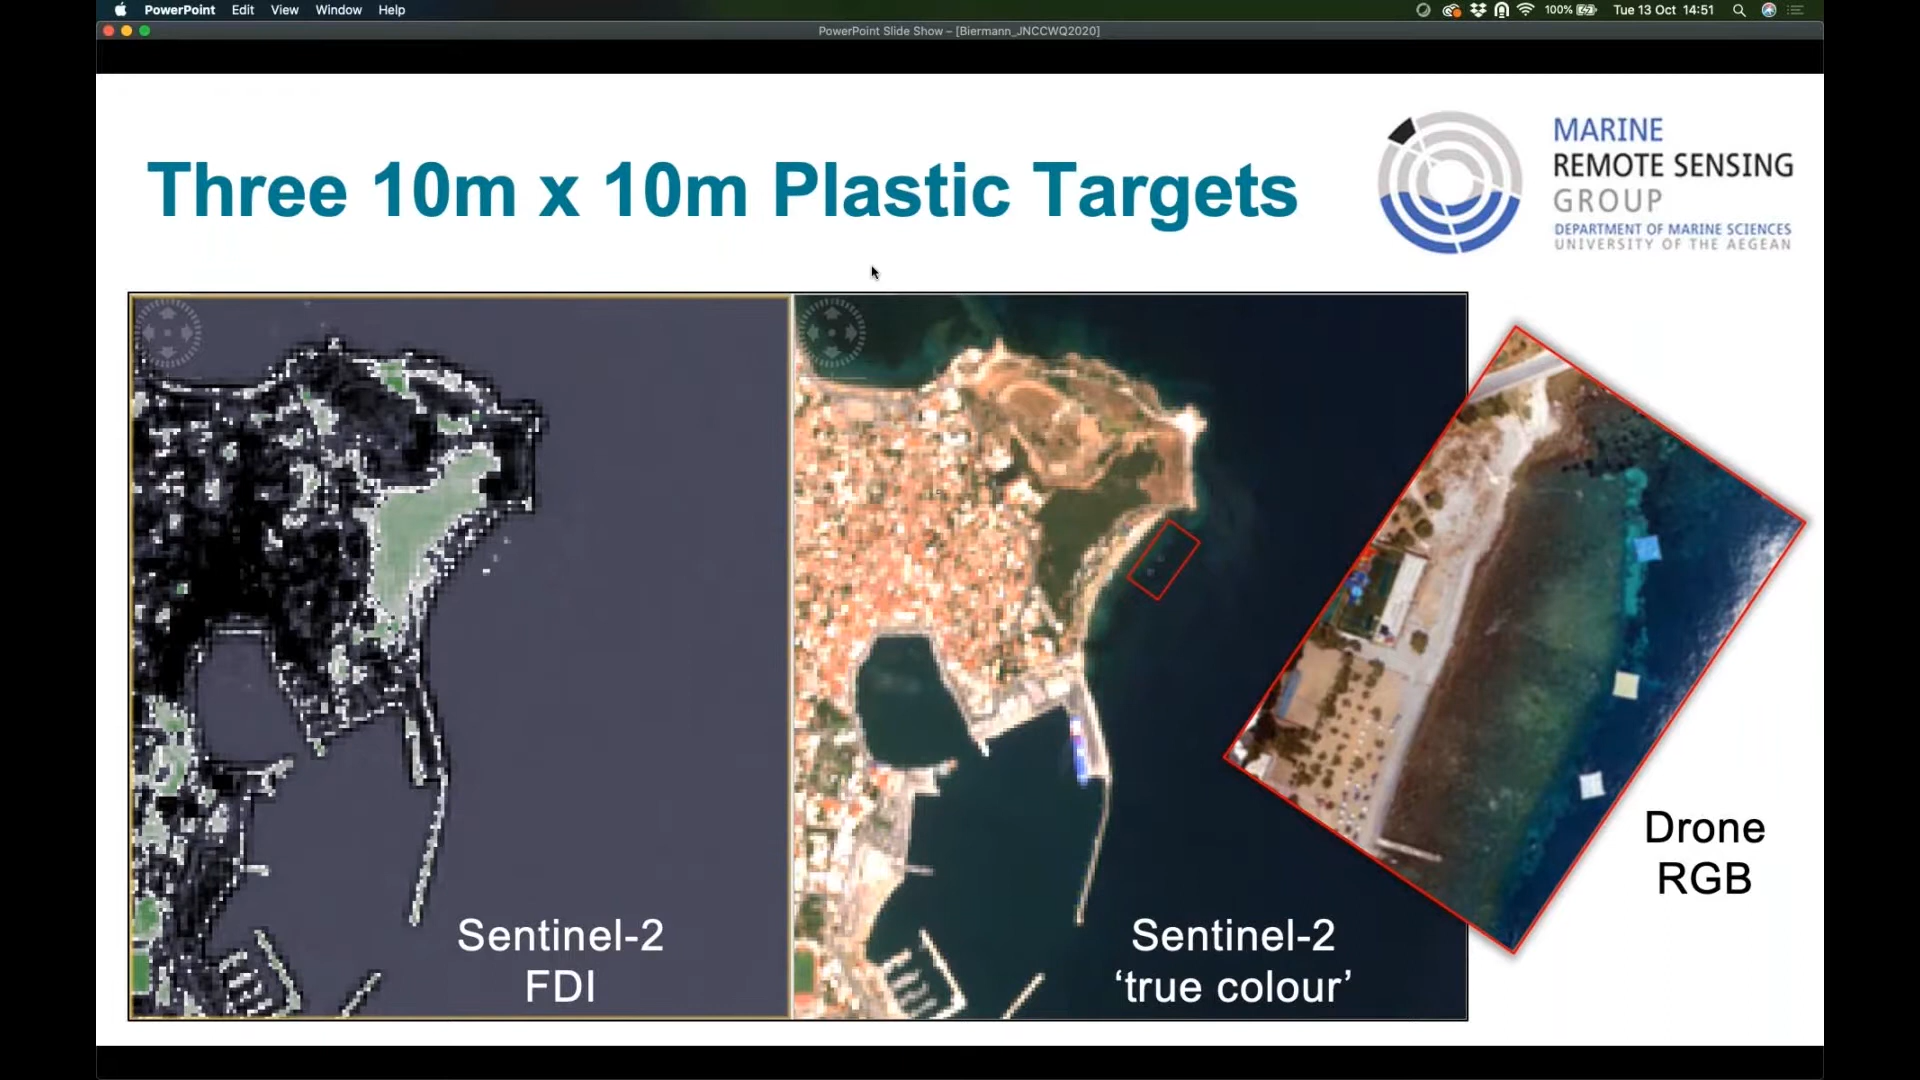 PowerPoint Edit View Window Help 100% Tue 13 Oct 14:51
PowerPoint Slide Show – [Biermann_JNCCWQ2020]
Three 10m x 10m Plastic Targets
MARINE
REMOTE SENSING
GROUP
DEPARTMENT OF MARINE SCIENCES
UNIVERSITY OF THE AEGEAN
Sentinel-2
FDI
Sentinel-2
‘true colour’
Drone
RGB